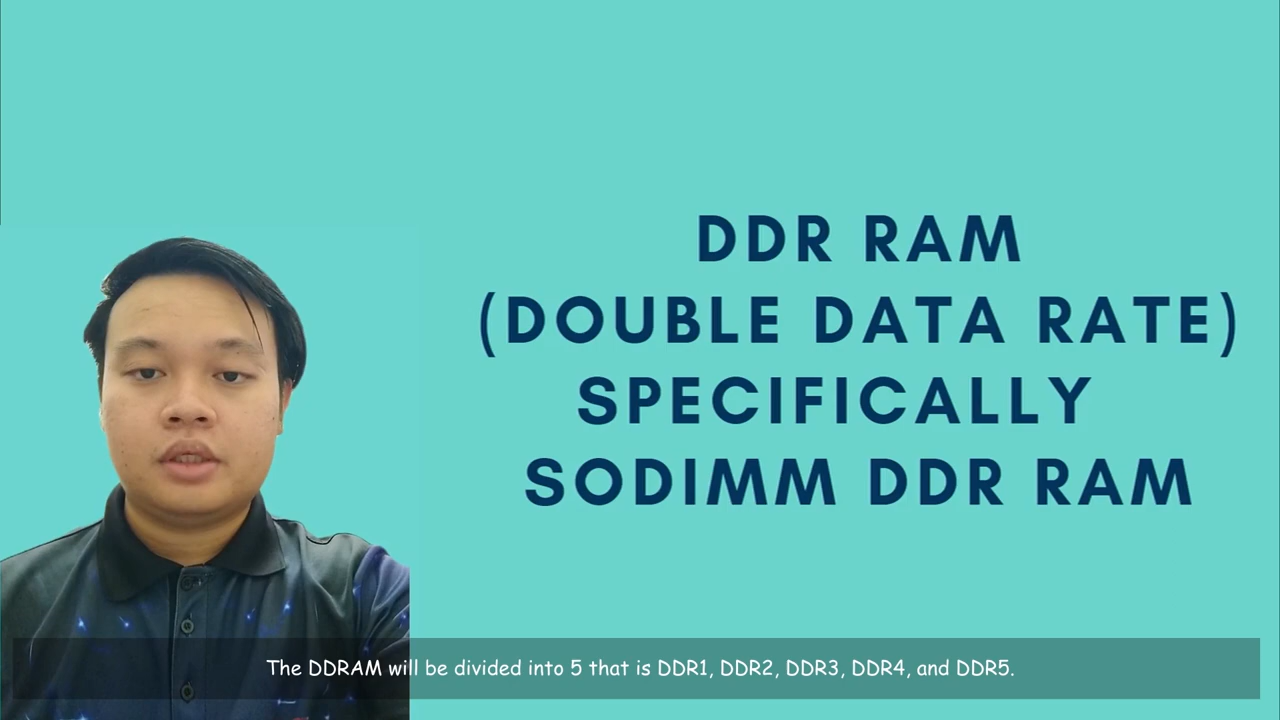 DDR RAM
(DOUBLE DATA RATE)
SPECIFICALLY
SODIMM DDR RAM
The DDRAM will be divided into 5 that is DDR1, DDR2, DDR3, DDR4, and DDR5.